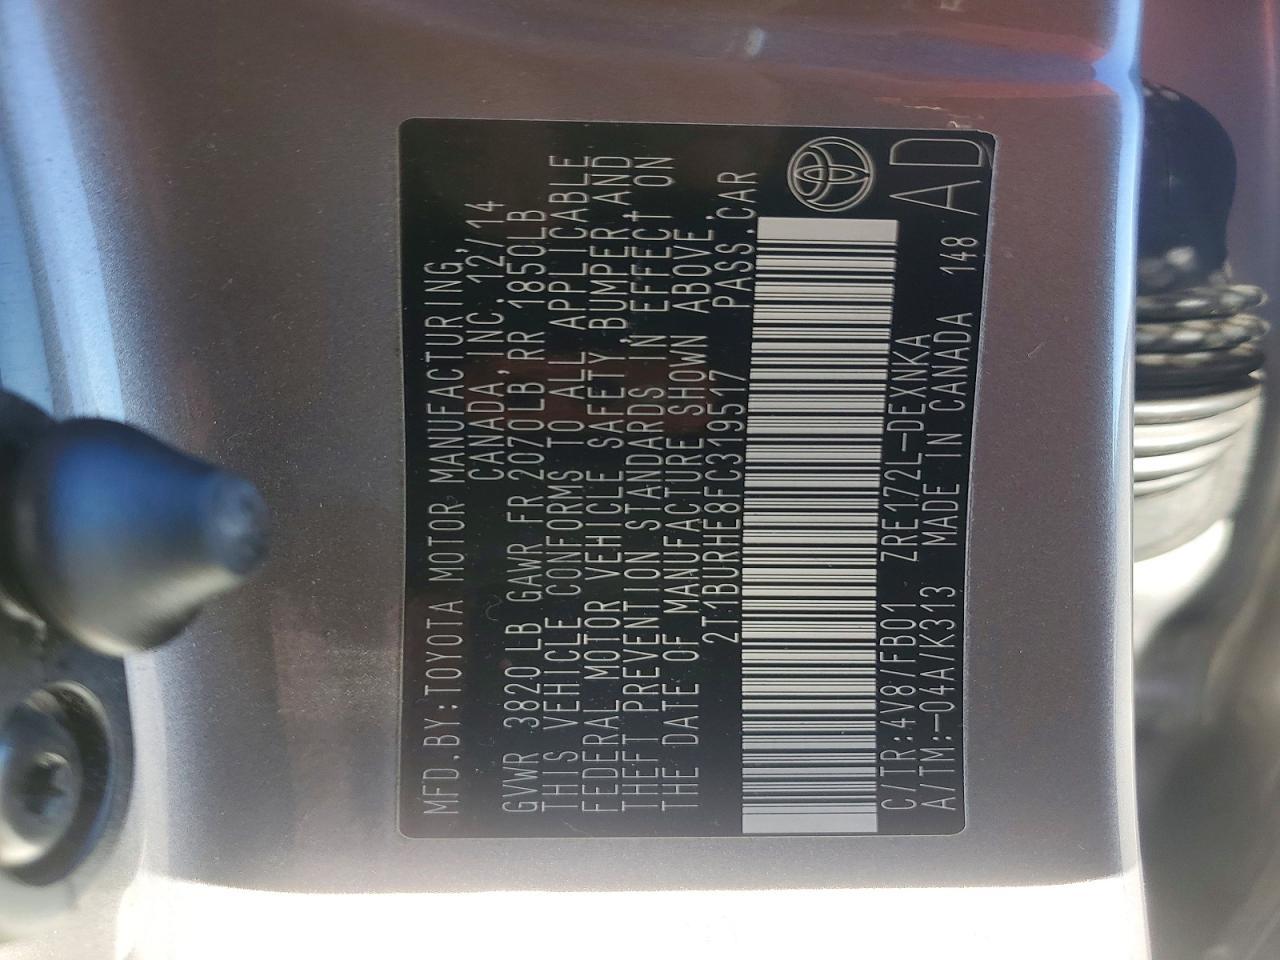 MFD.BY:TOYOTA MOTOR MANUFACTURING,
CANADA,INC. 12/14
GVWR 3820 LB GAWR FR 2070LB,RR 1850LB
THIS VEHICLE CONFORMS TO ALL APPLICABLE
FEDERAL MOTOR VEHICLE SAFETY BUMPER,AND
THEFT PREVENTION STANDARDS IN EFFECT ON
THE DATE OF MANUFACTURE SHOWN ABOVE.
2T1BURHE8FC319517 PASS.CAR
C/TR:4V8/FB01 ZRE172L-DEXNKA
A/TM:-04A/K313 MADE IN CANADA 148
AD